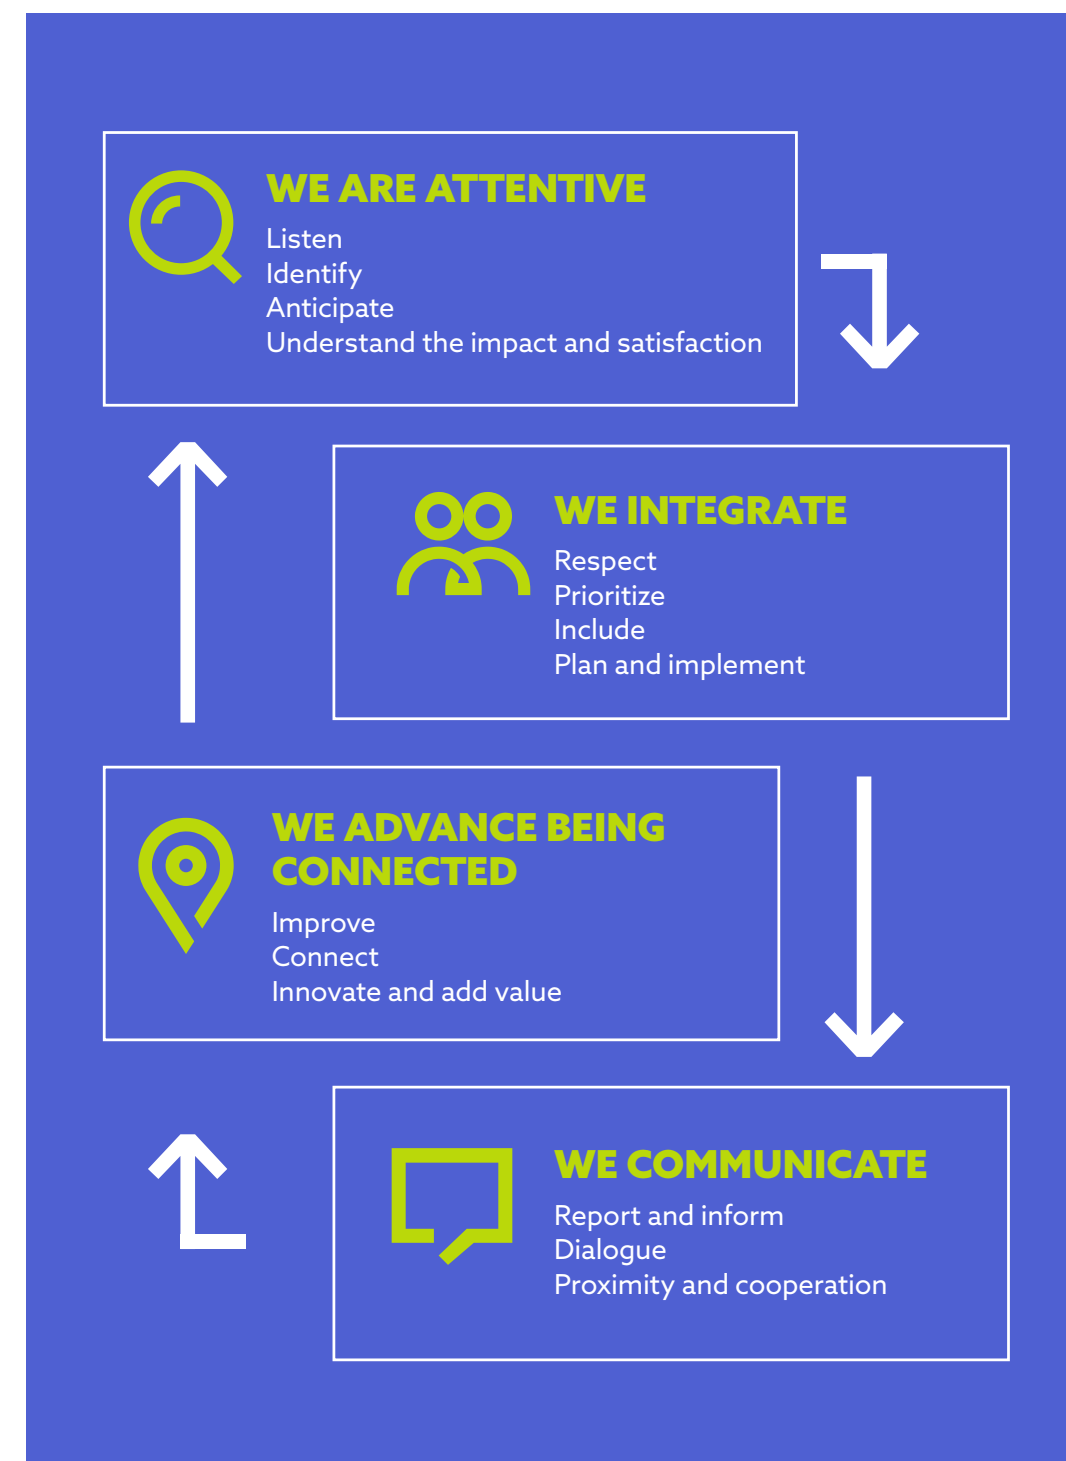 WE ARE ATTENTIVE
Listen
Identify
Anticipate
Understand the impact and satisfaction
WE INTEGRATE
Respect
Prioritize
Include
Plan and implement
WE ADVANCE BEING
CONNECTED
Improve
Connect
Innovate and add value
WE COMMUNICATE
Report and inform
Dialogue
Proximity and cooperation